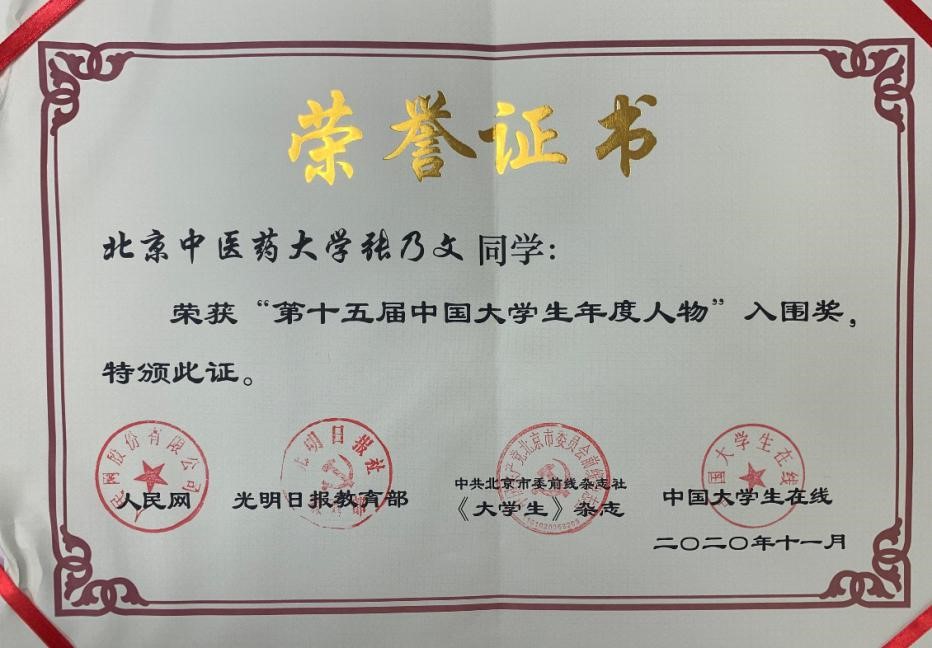 荣誉证书
北京中医药大学张乃文同学：
荣获“第十五届中国大学生年度人物”入围奖，
特颁此证。
人民网
光明日报教育部
中共北京市委前线杂志社
《大学生》杂志
中国大学生在线
二〇二〇年十一月